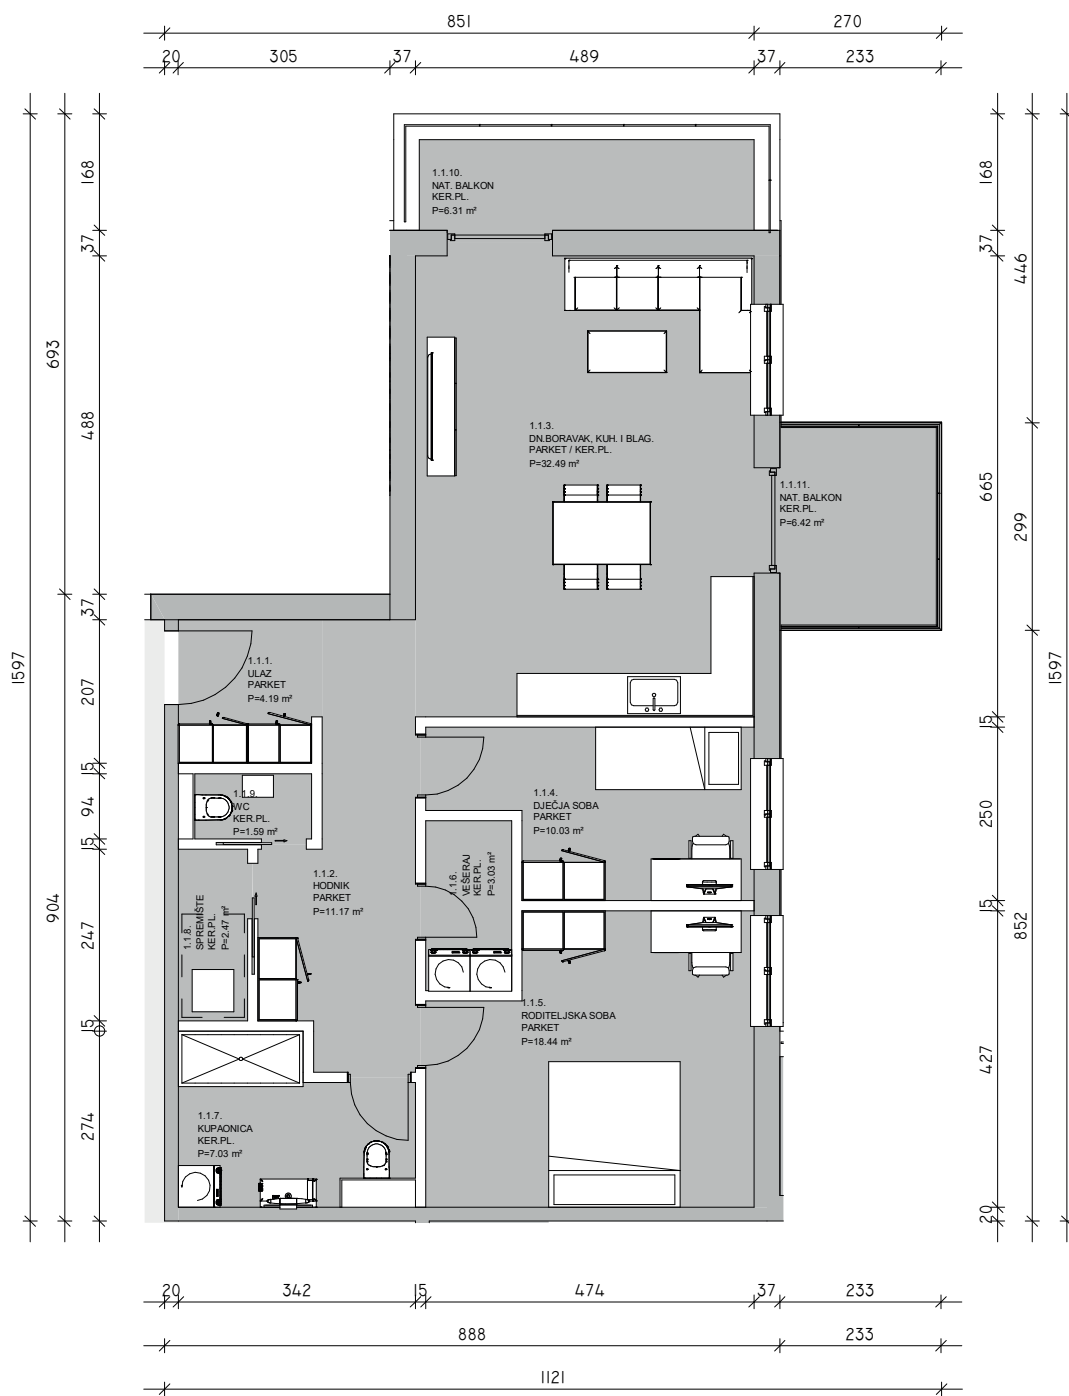 851
270
20
305
37
489
37
233
168
37
693
488
37
1597
207
15
94
15
904
247
15
274
168
37
446
665
299
1597
15
250
15
852
427
20
1.1.10.
NAT. BALKON
KER.PL.
P=6.31 m²
1.1.3.
DN.BORAVAK, KUH. I BLAG.
PARKET / KER.PL.
P=32.49 m²
1.1.11.
NAT. BALKON
KER.PL.
P=6.42 m²
1.1.1.
ULAZ
PARKET
P=4.19 m²
1.1.9.
WC
KER.PL.
P=1.59 m²
1.1.4.
DJEČJA SOBA
PARKET
P=10.03 m²
1.1.6.
VEŠERAJ
KER.PL.
P=3.03 m²
1.1.2.
HODNIK
PARKET
P=11.17 m²
1.1.8.
SPREMIŠTE
KER.PL.
P=2.47 m²
1.1.5.
RODITELJSKA SOBA
PARKET
P=18.44 m²
1.1.7.
KUPAONICA
KER.PL.
P=7.03 m²
20
342
15
474
37
233
888
233
1121